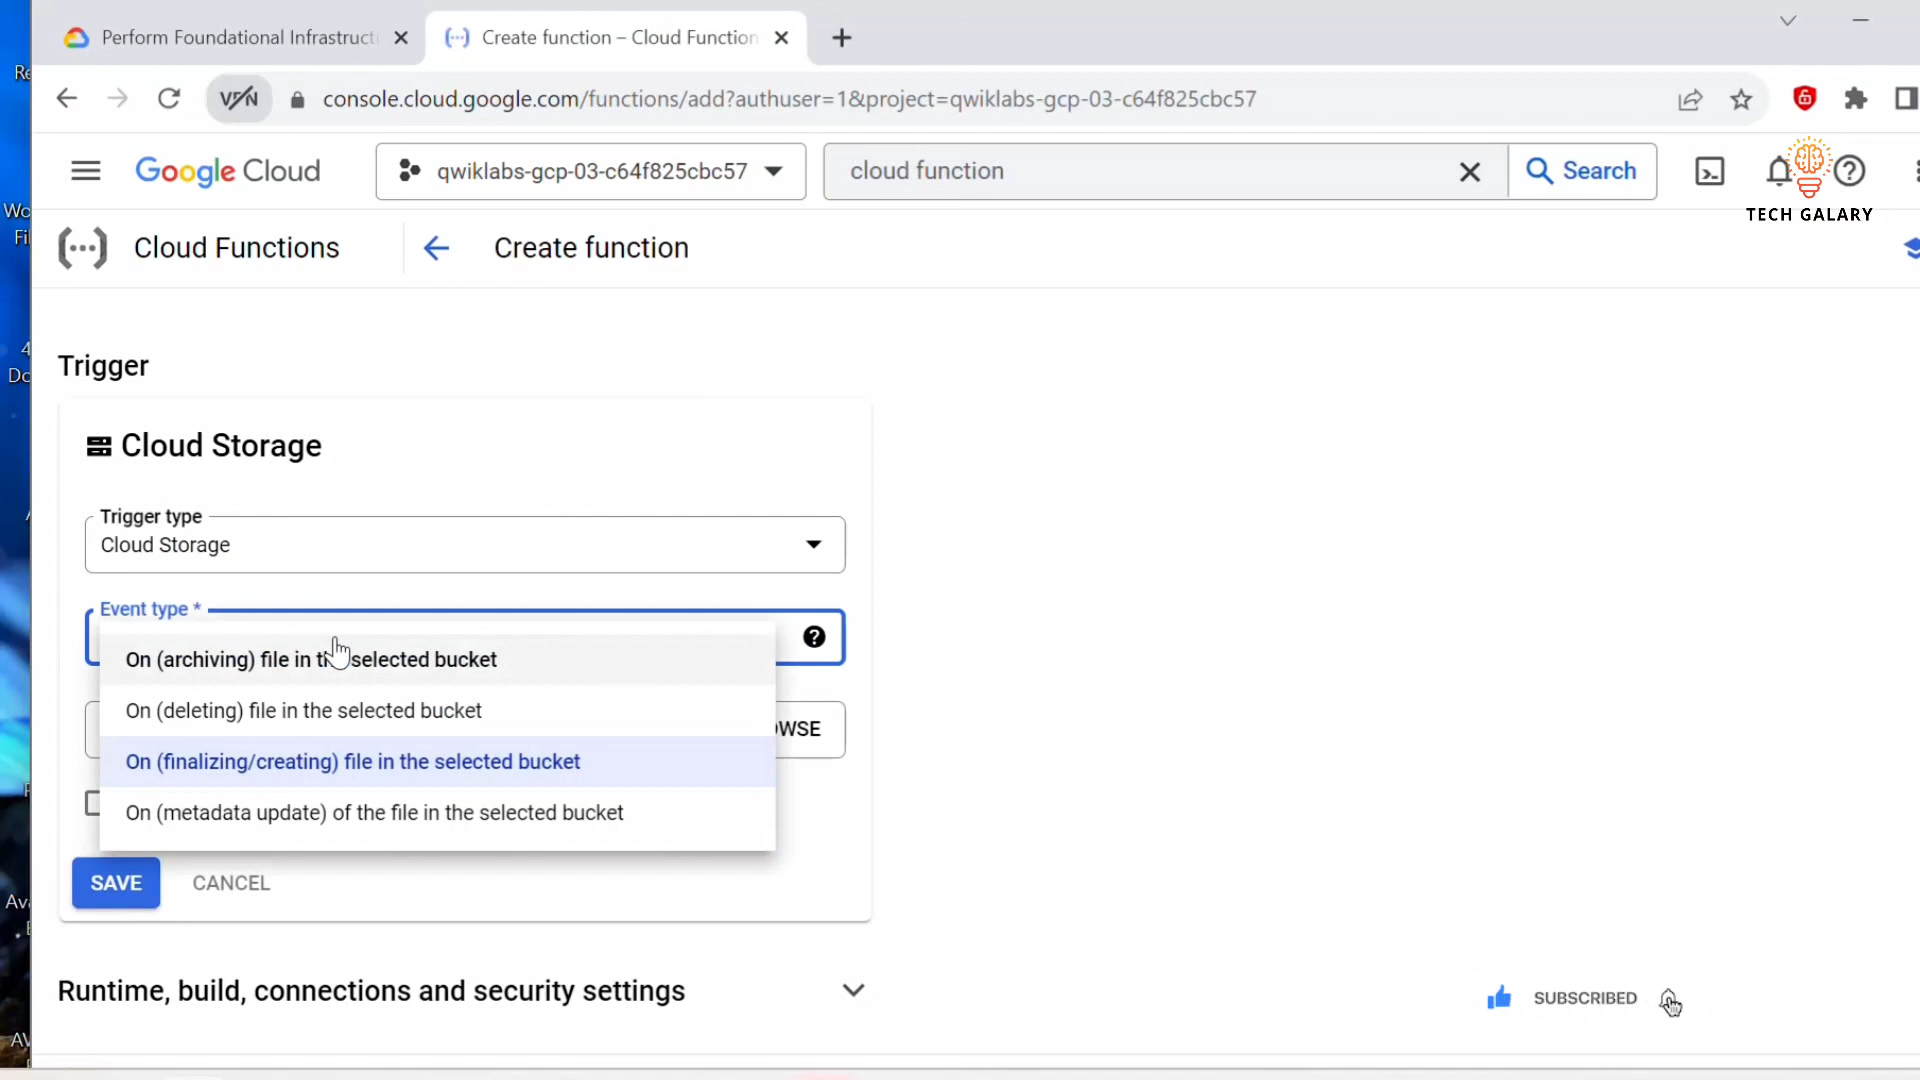 Perform Foundational Infrastruct
Create function – Cloud Function
VPN
console.cloud.google.com/functions/add?authuser=1&project=qwiklabs-gcp-03-c64f825cbc57
Google Cloud
qwiklabs-gcp-03-c64f825cbc57
cloud function
Search
TECH GALARY
Cloud Functions
Create function
Trigger
Cloud Storage
Trigger type
Cloud Storage
Event type *
On (archiving) file in the selected bucket
On (deleting) file in the selected bucket
On (finalizing/creating) file in the selected bucket
On (metadata update) of the file in the selected bucket
SAVE
CANCEL
Runtime, build, connections and security settings
SUBSCRIBED